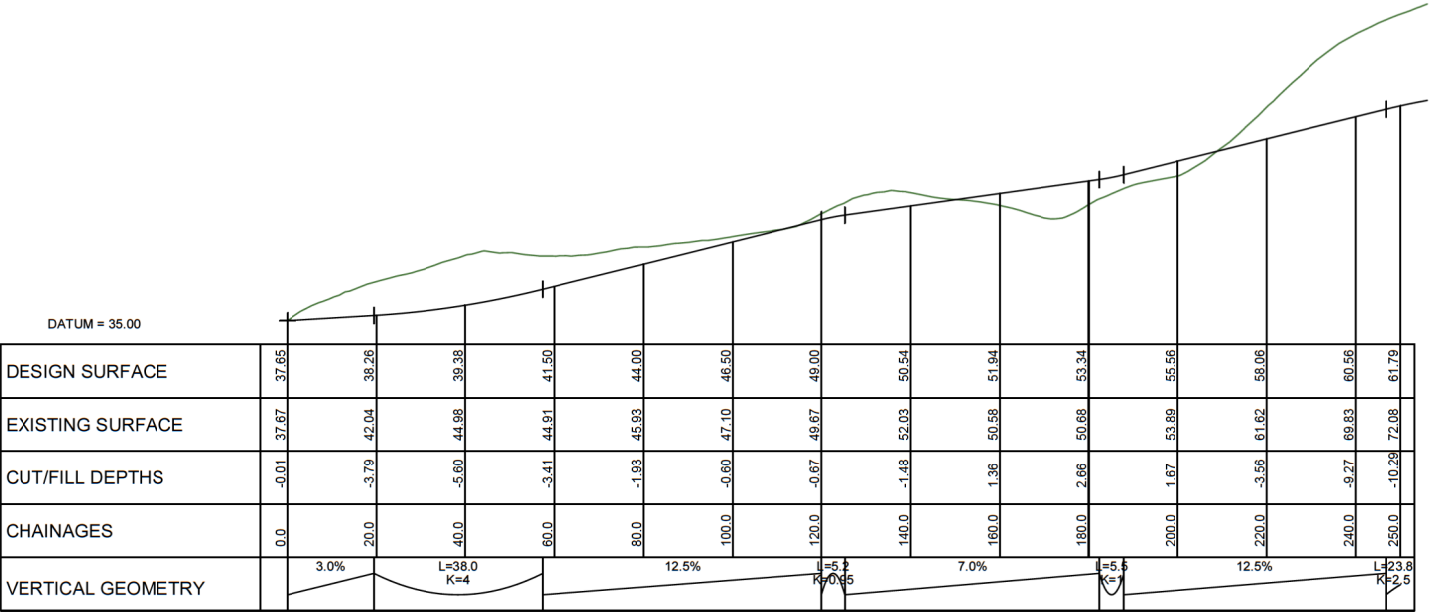 DATUM = 35.00
DESIGN SURFACE 37.65 38.26 39.38 41.50 44.00 46.50 49.00 50.54 51.94 53.34 55.56 58.06 60.56 61.79
EXISTING SURFACE 37.67 42.04 44.98 44.91 45.93 47.10 49.67 52.03 50.58 50.68 53.89 61.62 69.83 72.08
CUT/FILL DEPTHS -0.01 -3.79 -5.60 -3.41 -1.93 -0.60 -0.67 -1.48 1.36 2.66 1.67 -3.56 -9.27 -10.29
CHAINAGES 0.0 20.0 40.0 60.0 80.0 100.0 120.0 140.0 160.0 180.0 200.0 220.0 240.0 250.0
VERTICAL GEOMETRY 3.0% L=38.0 12.5% L=5.2 7.0% L=5.5 12.5% L=23.8
K=4 K=0.95 K=1 K=2.5